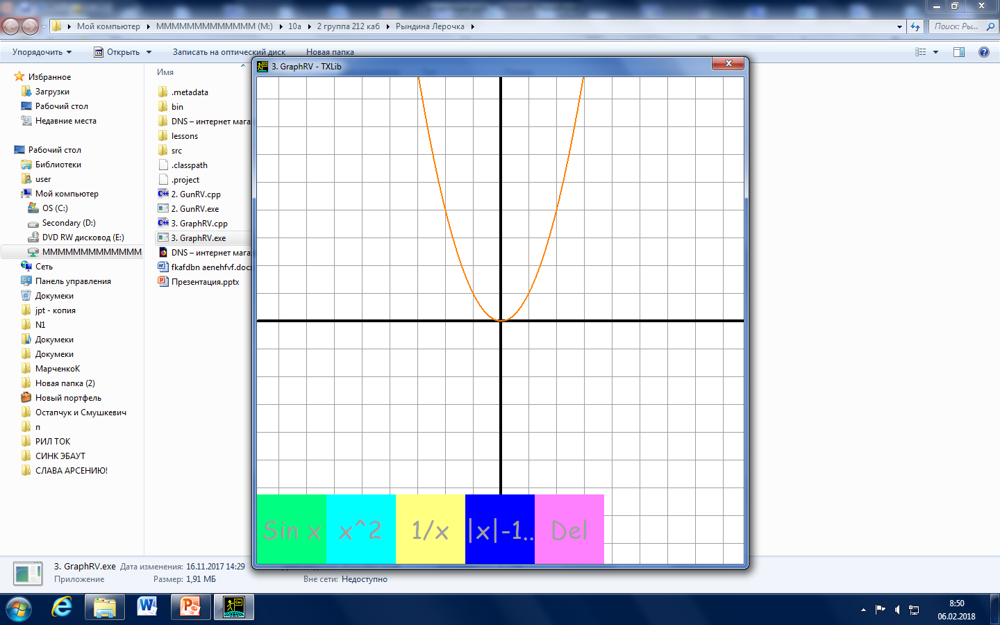 Мой компьютер
МММММММММММММ (M:)
10а
2 группа 212 каб
Рындина Лерочка
Поиск: Ры...
Упорядочить
Открыть
Записать на оптический диск
Новая папка
Избранное
Загрузки
Рабочий стол
Недавние места
Рабочий стол
Библиотеки
user
Мой компьютер
OS (C:)
Secondary (D:)
DVD RW дисковод (E:)
МММММММММММММ
Сеть
Панель управления
Докумеки
jpt - копия
N1
Докумеки
Докумеки
МарченкоК
Новая папка (2)
Новый портфель
Остапчук и Смушкевич
п
РИЛ ТОК
СИНК ЭБАУТ
СЛАВА АРСЕНИЮ!
Имя
.metadata
bin
DNS – интернет мага
lessons
src
.classpath
.project
2. GunRV.cpp
2. GunRV.exe
3. GraphRV.cpp
3. GraphRV.exe
DNS – интернет мага
fkafdbn aenehfvf.docx
Презентация.pptx
3. GraphRV - TXLib
Sin x
x^2
1/x
|x|-1..
Del
3. GraphRV.exe Дата изменения: 16.11.2017 14:29
Приложение Размер: 1,91 МБ Вне сети: Недоступно
8:50
06.02.2018